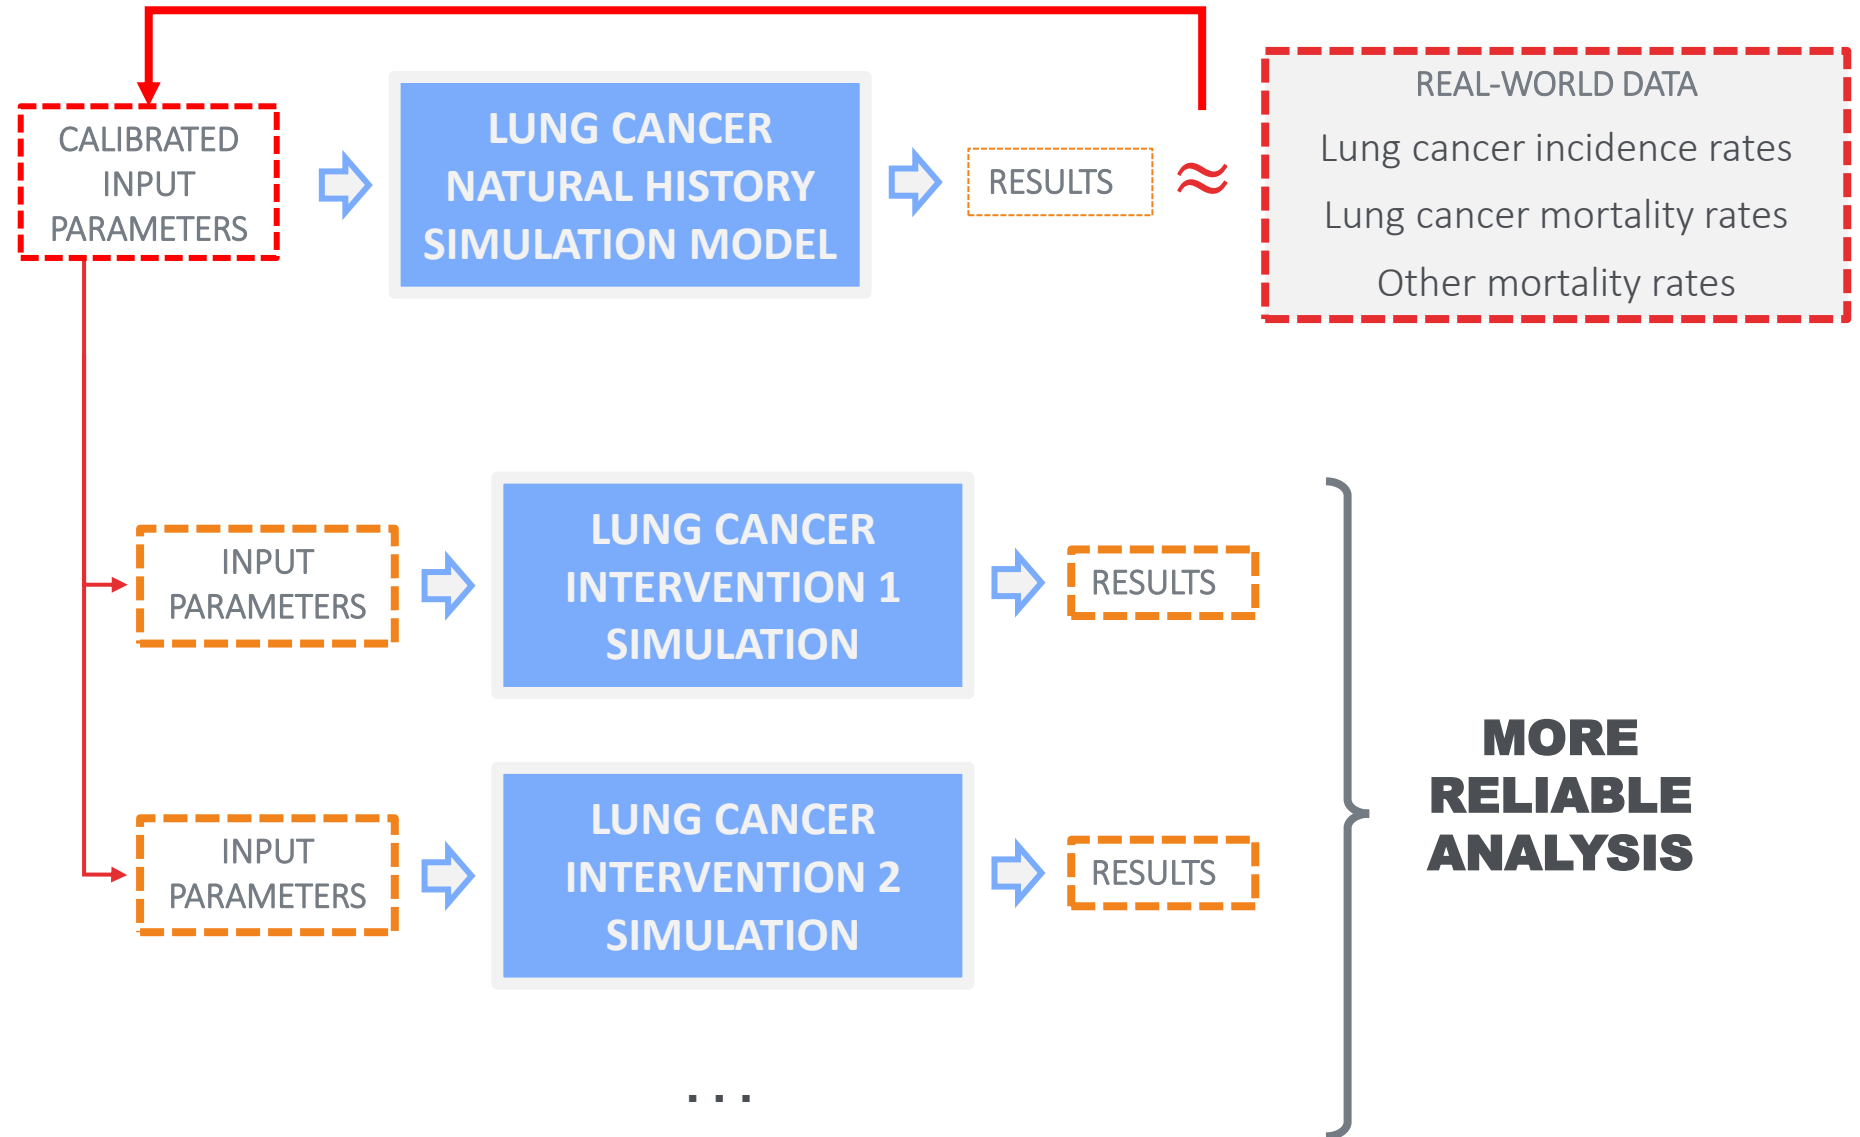 CALIBRATED
INPUT
PARAMETERS
LUNG CANCER
NATURAL HISTORY
SIMULATION MODEL
RESULTS
≈
REAL-WORLD DATA
Lung cancer incidence rates
Lung cancer mortality rates
Other mortality rates
INPUT
PARAMETERS
LUNG CANCER
INTERVENTION 1
SIMULATION
RESULTS
INPUT
PARAMETERS
LUNG CANCER
INTERVENTION 2
SIMULATION
RESULTS
...
MORE
RELIABLE
ANALYSIS